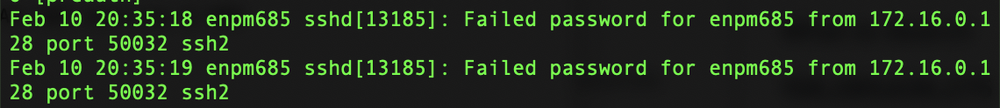 Feb 10 20:35:18 enpm685 sshd[13185]: Failed password for enpm685 from 172.16.0.1
28 port 50032 ssh2
Feb 10 20:35:19 enpm685 sshd[13185]: Failed password for enpm685 from 172.16.0.1
28 port 50032 ssh2